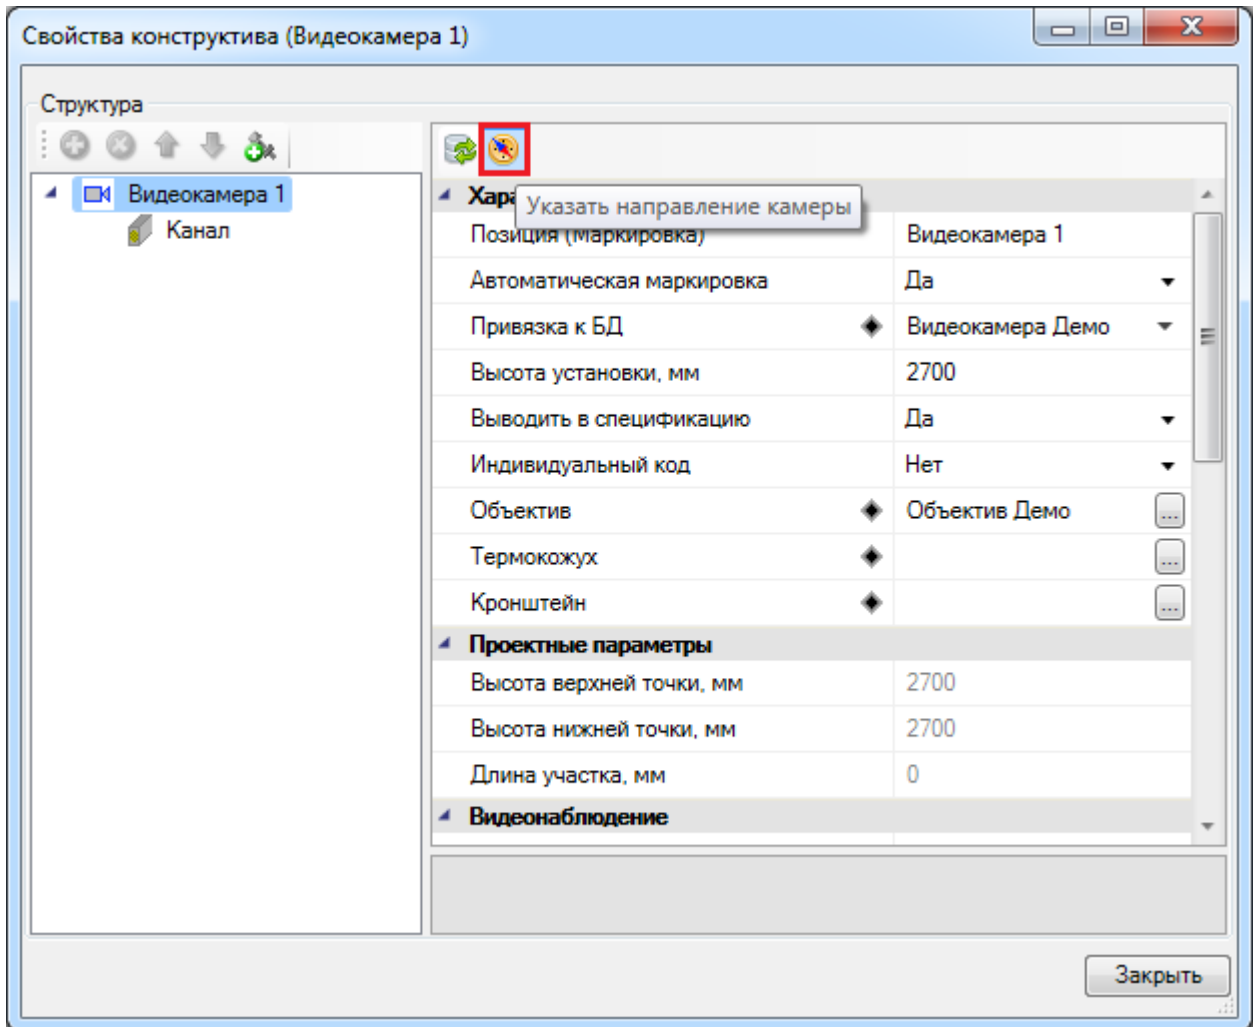 Свойства конструктива (Видеокамера 1)
Структура
Видеокамера 1
Канал
Указать направление камеры
Позиция (Маркировка) Видеокамера 1
Автоматическая маркировка Да
Привязка к БД Видеокамера Демо
Высота установки, мм 2700
Выводить в спецификацию Да
Индивидуальный код Нет
Объектив Объектив Демо ...
Термокожух ...
Кронштейн ...
Проектные параметры
Высота верхней точки, мм 2700
Высота нижней точки, мм 2700
Длина участка, мм 0
Видеонаблюдение
Закрыть